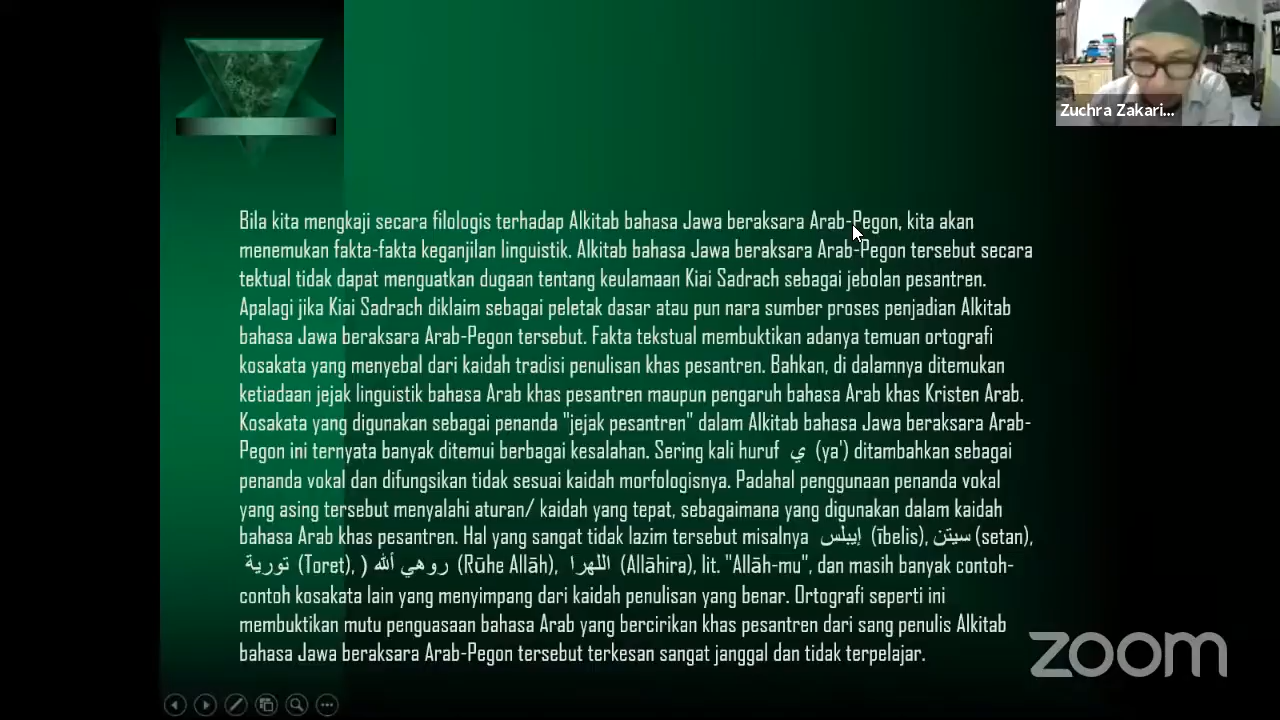 Zuchra Zakari...
Bila kita mengkaji secara filologis terhadap Alkitab bahasa Jawa beraksara Arab-Pegon, kita akan
menemukan fakta-fakta keganjilan linguistik. Alkitab bahasa Jawa beraksara Arab-Pegon tersebut secara
tektual tidak dapat menguatkan dugaan tentang keulamaan Kiai Sadrach sebagai jebolan pesantren.
Apalagi jika Kiai Sadrach diklaim sebagai peletak dasar atau pun nara sumber proses penjadian Alkitab
bahasa Jawa beraksara Arab-Pegon tersebut. Fakta tekstual membuktikan adanya temuan ortografi
kosakata yang menyebal dari kaidah tradisi penulisan khas pesantren. Bahkan, di dalamnya ditemukan
ketiadaan jejak linguistik bahasa Arab khas pesantren maupun pengaruh bahasa Arab khas Kristen Arab.
Kosakata yang digunakan sebagai penanda "jejak pesantren" dalam Alkitab bahasa Jawa beraksara Arab-
Pegon ini ternyata banyak ditemui berbagai kesalahan. Sering kali huruf ي (ya') ditambahkan sebagai
penanda vokal dan difungsikan tidak sesuai kaidah morfologisnya. Padahal penggunaan penanda vokal
yang asing tersebut menyalahi aturan/ kaidah yang tepat, sebagaimana yang digunakan dalam kaidah
bahasa Arab khas pesantren. Hal yang sangat tidak lazim tersebut misalnya إيبلس (ībelis), سيتن (setan),
تورية (Toret), ) روهي ألله (Rūhe Allāh), اللهرا (Allāhira), lit. "Allāh-mu", dan masih banyak contoh-
contoh kosakata lain yang menyimpang dari kaidah penulisan yang benar. Ortografi seperti ini
membuktikan mutu penguasaan bahasa Arab yang bercirikan khas pesantren dari sang penulis Alkitab
bahasa Jawa beraksara Arab-Pegon tersebut terkesan sangat janggal dan tidak terpelajar.
zoom